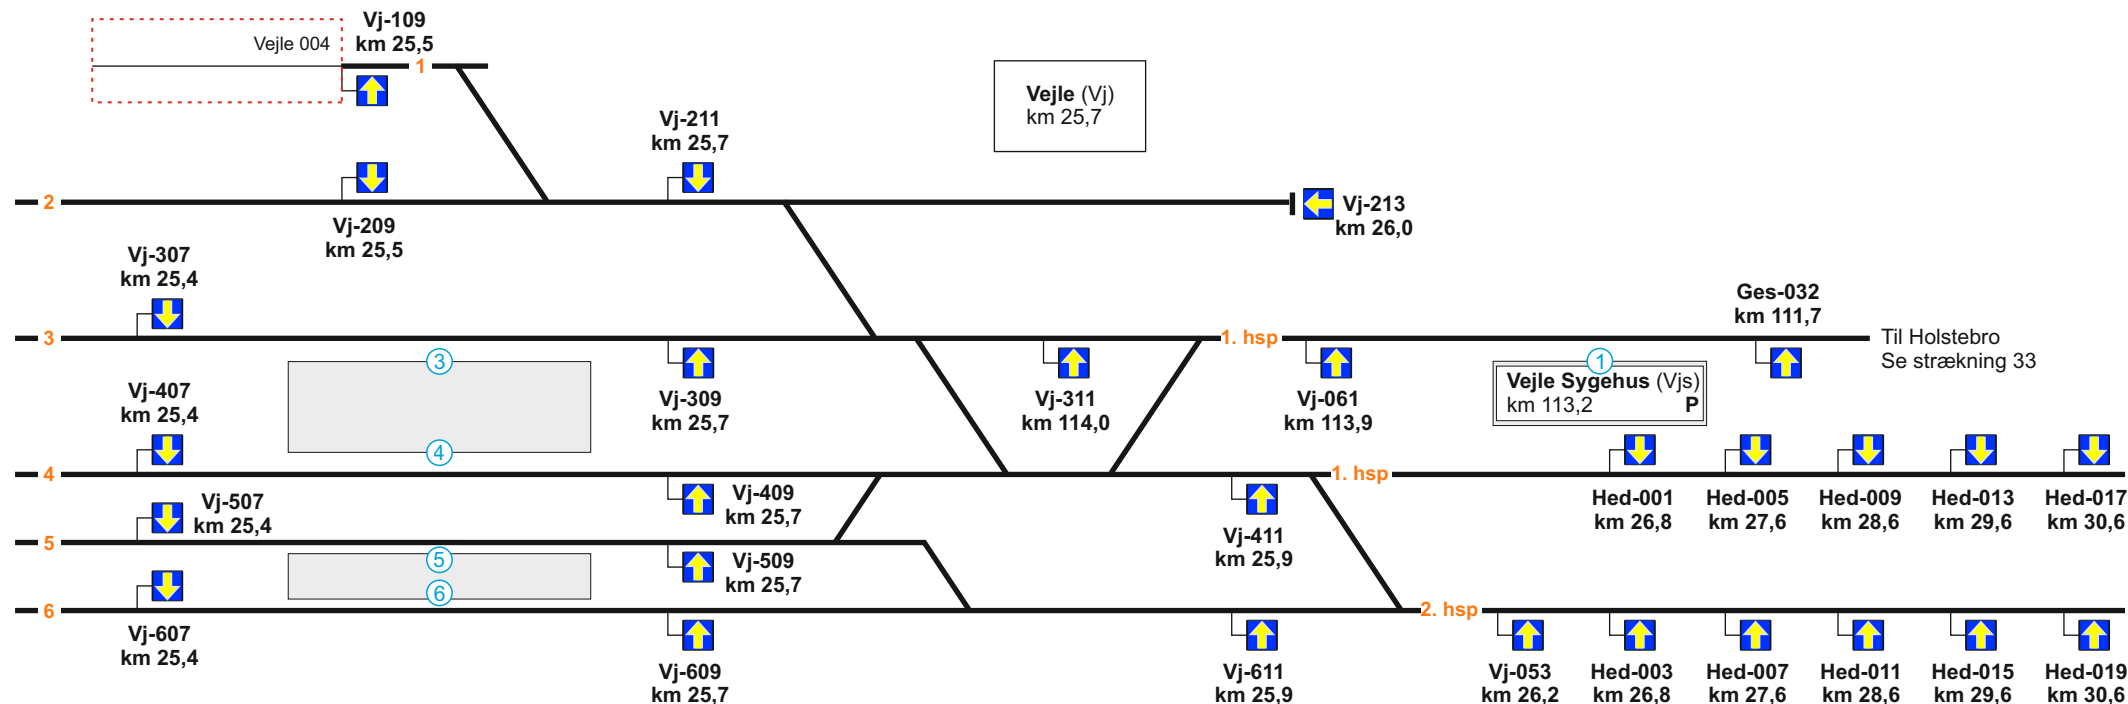 Vj-109
km 25,5
Vejle 004
1
Vejle (Vj)
km 25,7
Vj-211
km 25,7
2
Vj-209
km 25,5
Vj-213
km 26,0
Vj-307
km 25,4
Ges-032
km 111,7
3
1. hsp
Til Holstebro
Se strækning 33
3
Vj-309
km 25,7
Vj-311
km 114,0
Vj-061
km 113,9
1
Vejle Sygehus (Vjs)
km 113,2 P
Vj-407
km 25,4
4
4
1. hsp
Vj-409
km 25,7
Vj-411
km 25,9
Hed-001
km 26,8
Hed-005
km 27,6
Hed-009
km 28,6
Hed-013
km 29,6
Hed-017
km 30,6
Vj-507
km 25,4
5
5
Vj-509
km 25,7
6
6
2. hsp
Vj-607
km 25,4
Vj-609
km 25,7
Vj-611
km 25,9
Vj-053
km 26,2
Hed-003
km 26,8
Hed-007
km 27,6
Hed-011
km 28,6
Hed-015
km 29,6
Hed-019
km 30,6